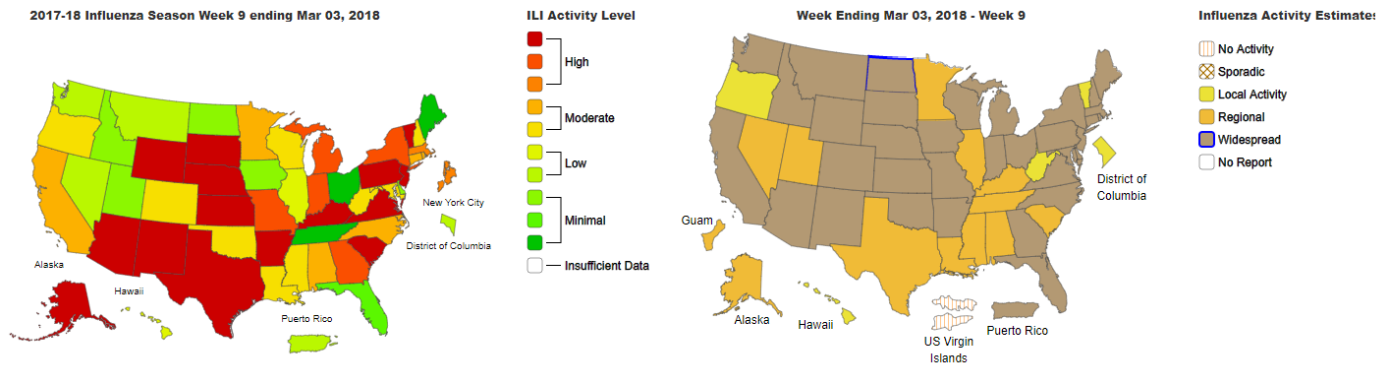 2017-18 Influenza Season Week 9 ending Mar 03, 2018
ILI Activity Level
High
Moderate
Low
Minimal
Insufficient Data
New York City
District of Columbia
Alaska
Hawaii
Puerto Rico
Week Ending Mar 03, 2018 - Week 9
Influenza Activity Estimates
No Activity
Sporadic
Local Activity
Regional
Widespread
No Report
District of
Columbia
Guam
Alaska
Hawaii
US Virgin
Islands
Puerto Rico